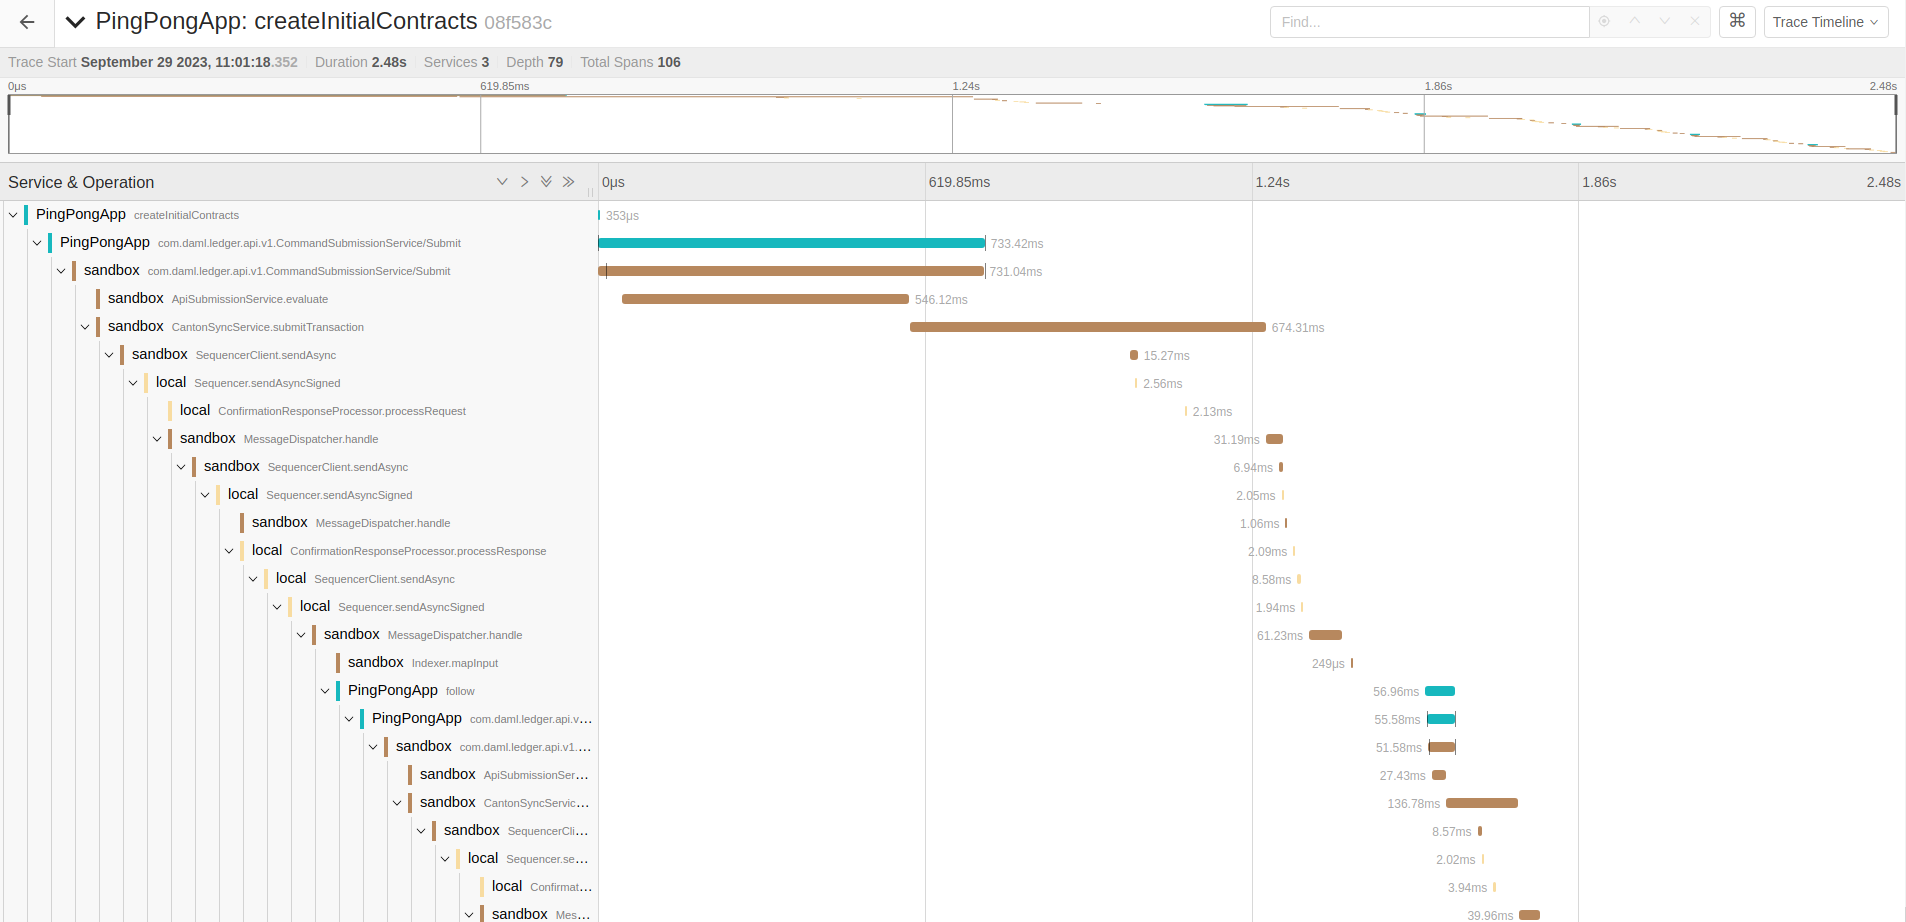 PingPongApp: createInitialContracts 08f583c
Find...
⌘
Trace Timeline
Trace Start September 29 2023, 11:01:18.352 Duration 2.48s Services 3 Depth 79 Total Spans 106
0μs 619.85ms 1.24s 1.86s 2.48s
Service & Operation 0μs 619.85ms 1.24s 1.86s 2.48s
PingPongApp createInitialContracts 353μs
PingPongApp com.daml.ledger.api.v1.CommandSubmissionService/Submit 733.42ms
sandbox com.daml.ledger.api.v1.CommandSubmissionService/Submit 731.04ms
sandbox ApiSubmissionService.evaluate 546.12ms
sandbox CantonSyncService.submitTransaction 674.31ms
sandbox SequencerClient.sendAsync 15.27ms
local Sequencer.sendAsyncSigned 2.56ms
local ConfirmationResponseProcessor.processRequest 2.13ms
sandbox MessageDispatcher.handle 31.19ms
sandbox SequencerClient.sendAsync 6.94ms
local Sequencer.sendAsyncSigned 2.05ms
sandbox MessageDispatcher.handle 1.06ms
local ConfirmationResponseProcessor.processResponse 2.09ms
local SequencerClient.sendAsync 8.58ms
local Sequencer.sendAsyncSigned 1.94ms
sandbox MessageDispatcher.handle 61.23ms
sandbox Indexer.mapInput 249μs
PingPongApp follow 56.96ms
PingPongApp com.daml.ledger.api.v... 55.58ms
sandbox com.daml.ledger.api.v1.... 51.58ms
sandbox ApiSubmissionSer... 27.43ms
sandbox CantonSyncServic... 136.78ms
sandbox SequencerCli... 8.57ms
local Sequencer.se... 2.02ms
local Confirmat... 3.94ms
sandbox Mes... 39.96ms